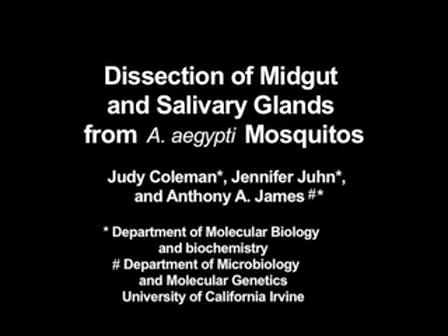 Dissection of Midgut
and Salivary Glands
from A. aegypti Mosquitos
Judy Coleman*, Jennifer Juhn*,
and Anthony A. James #*
* Department of Molecular Biology
and biochemistry
# Department of Microbiology
and Molecular Genetics
University of California Irvine